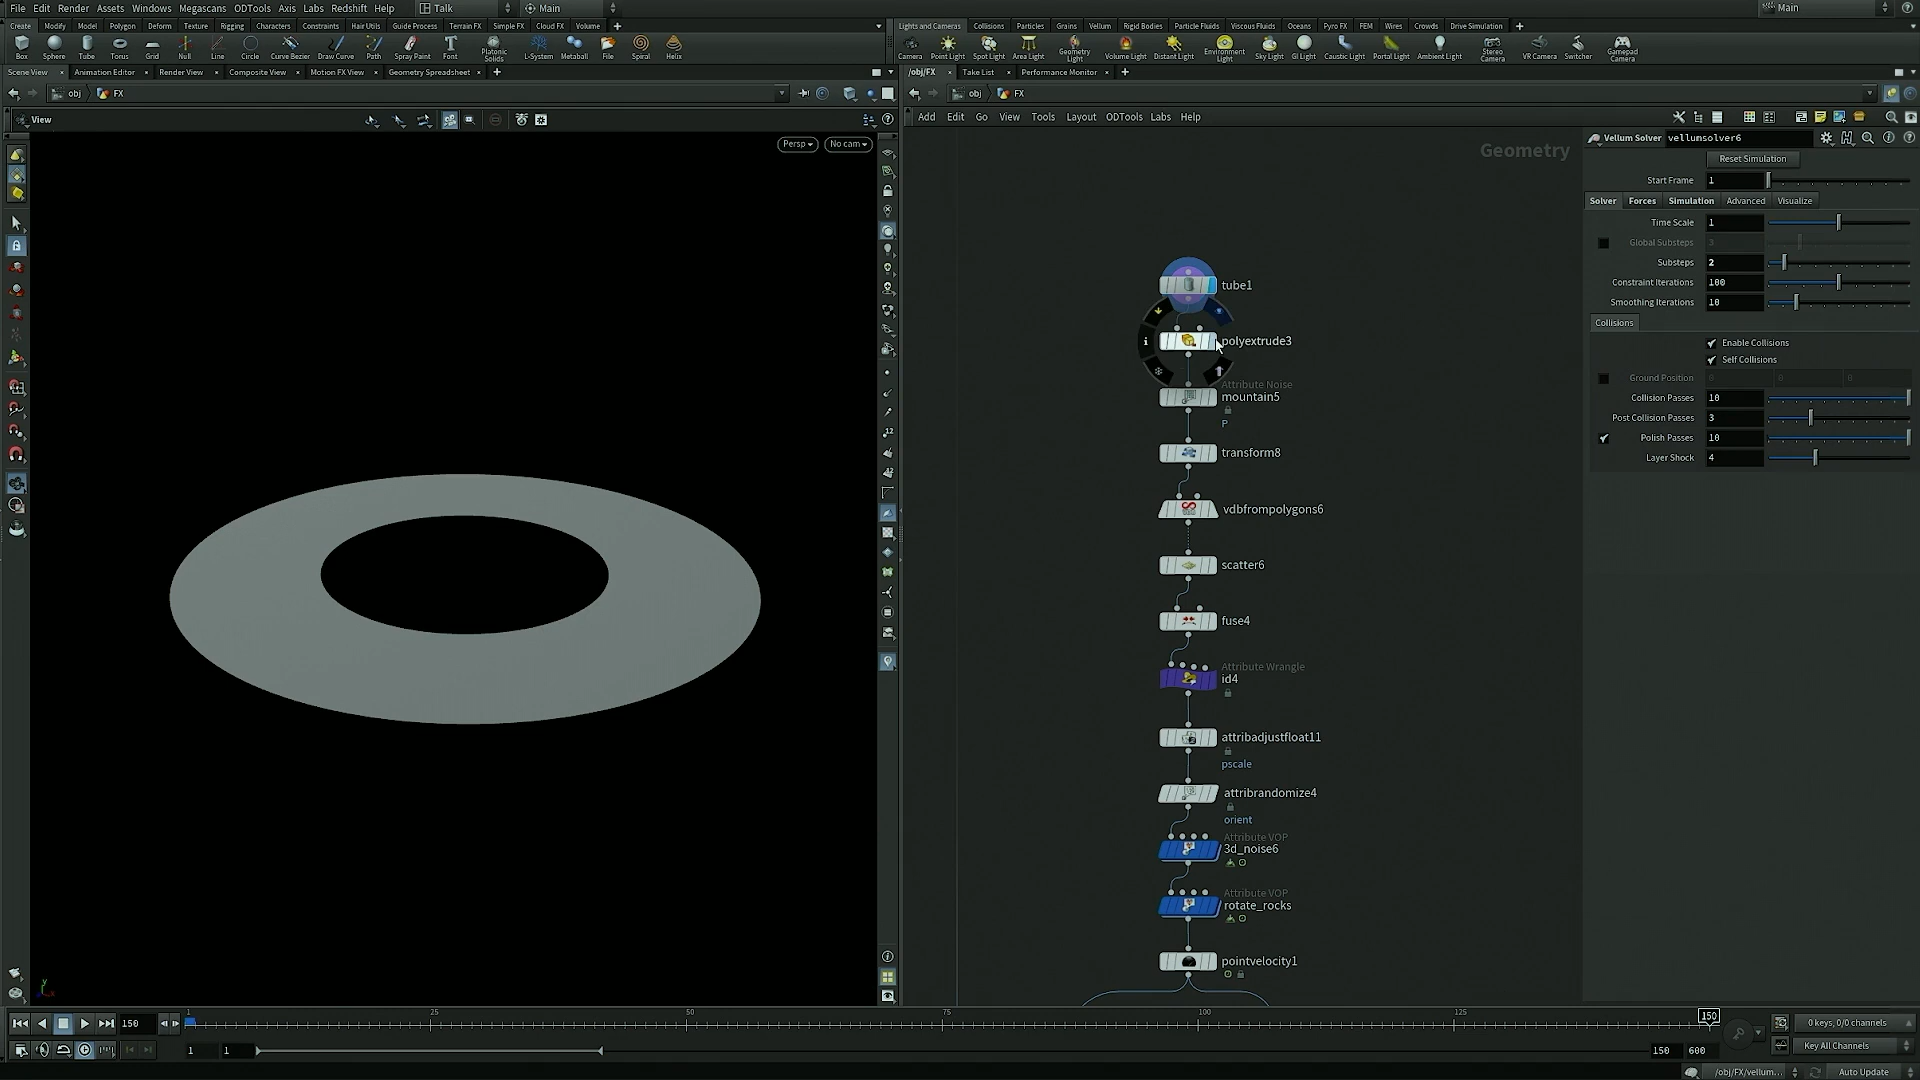 File Edit Render Assets Windows Megascans ODTools Axis Labs Redshift Help Talk Main Main
Create Modify Model Polygon Deform Texture Rigging Characters Constraints Hair Utils Guide Process Terrain FX Simple FX Cloud FX Volume
Lights and Cameras Collisions Particles Grains Vellum Rigid Bodies Particle Fluids Viscous Fluids Oceans Pyro FX FEM Wires Crowds Drive Simulation
Box Sphere Tube Torus Grid Null Line Circle Curve Bezier Draw Curve Path Spray Paint Font Platonic Solids L-System Metaball File Spiral Helix
Camera Point Light Spot Light Area Light Geometry Light Volume Light Distant Light Environment Light Sky Light GI Light Caustic Light Portal Light Ambient Light Stereo Camera VR Camera Switcher Gamepad Camera
Scene View Animation Editor Render View Composite View Motion FX View Geometry Spreadsheet
/obj/FX Take List Performance Monitor
obj FX
obj FX
View
Add Edit Go View Tools Layout ODTools Labs Help
Persp No cam
Geometry
Vellum Solver vellumsolver6
Reset Simulation
Start Frame 1
Solver Forces Simulation Advanced Visualize
Time Scale 1
Global Substeps 3
Substeps 2
Constraint Iterations 100
Smoothing Iterations 10
Collisions
Enable Collisions
Self Collisions
Ground Position 0 0 0
Collision Passes 10
Post Collision Passes 3
Polish Passes 10
Layer Shock 4
tube1
polyextrude3
Attribute Noise
mountain5
P
transform8
vdbfrompolygons6
scatter6
fuse4
Attribute Wrangle
id4
attribadjustfloat11
pscale
attribrandomize4
orient
Attribute VOP
3d_noise6
Attribute VOP
rotate_rocks
pointvelocity1
150 1 25 50 75 100 125 150
0 keys, 0/0 channels
1 1 150 600
Key All Channels
/obj/FX/vellum... Auto Update